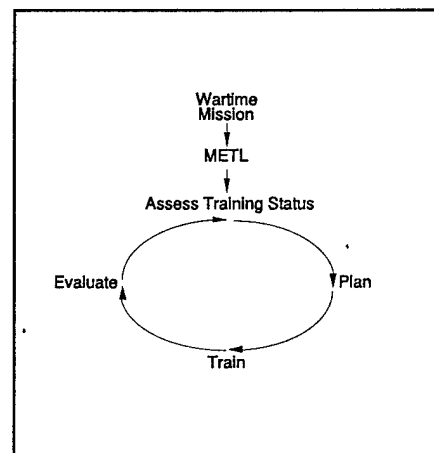 Wartime
Mission
METL
Assess Training Status
Evaluate
Plan
Train